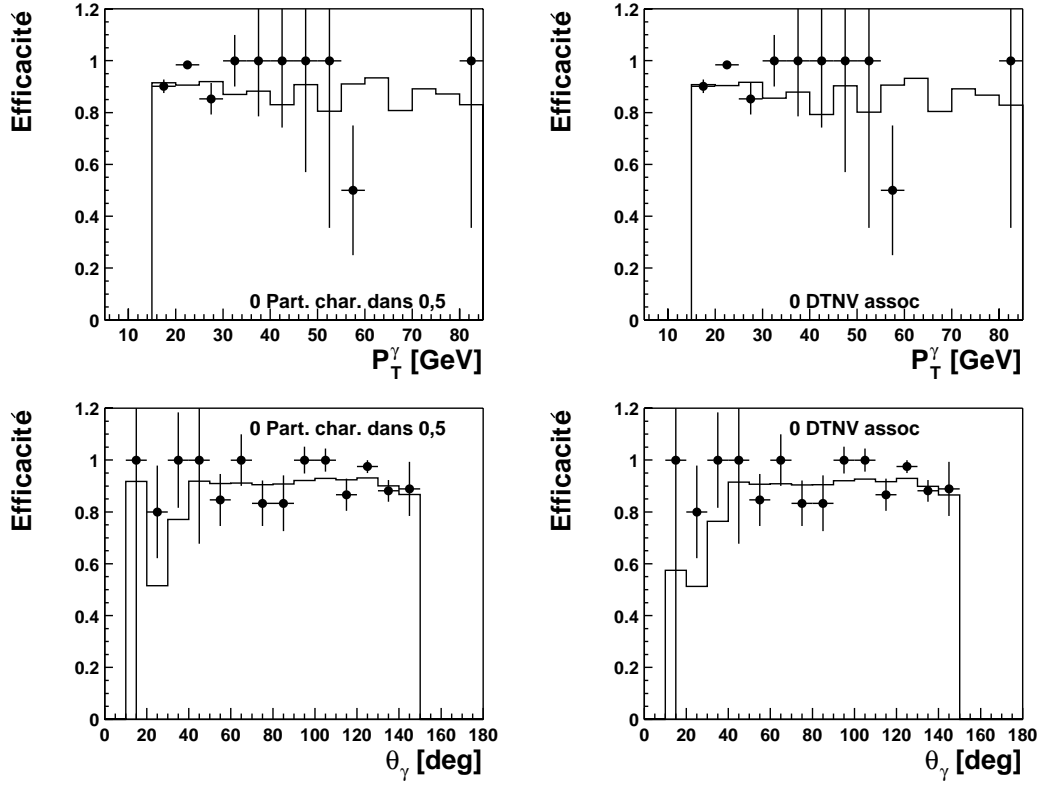 Efficacité
1.2
1
0.8
0.6
0.4
0.2
0
0 Part. char. dans 0,5
10 20 30 40 50 60 70 80
P_T^γ [GeV]
Efficacité
1.2
1
0.8
0.6
0.4
0.2
0
0 DTNV assoc
10 20 30 40 50 60 70 80
P_T^γ [GeV]
Efficacité
1.2
1
0.8
0.6
0.4
0.2
0
0 Part. char. dans 0,5
0 20 40 60 80 100 120 140 160 180
θ_γ [deg]
Efficacité
1.2
1
0.8
0.6
0.4
0.2
0
0 DTNV assoc
0 20 40 60 80 100 120 140 160 180
θ_γ [deg]